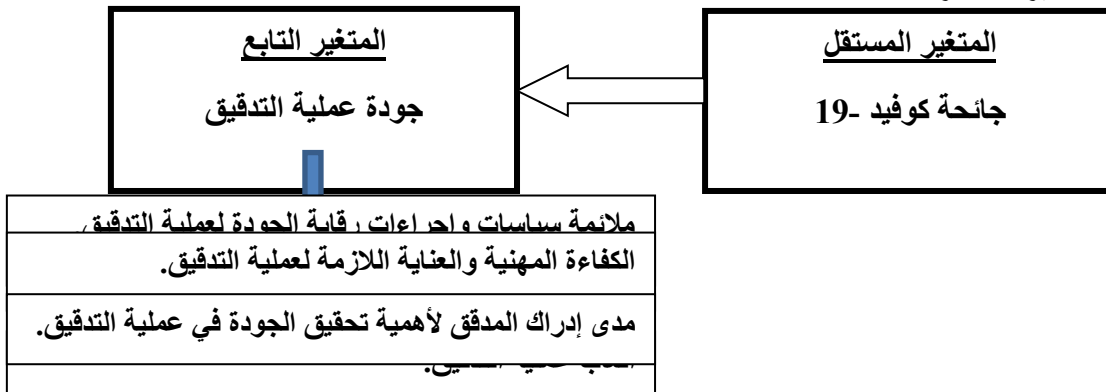 المتغير المستقل
جائحة كوفيد -19
المتغير التابع
جودة عملية التدقيق
ملائمة سياسات واجراءات رقابة الجودة لعملية التدقيق.
الكفاءة المهنية والعناية اللازمة لعملية التدقيق.
مدى إدراك المدقق لأهمية تحقيق الجودة في عملية التدقيق.